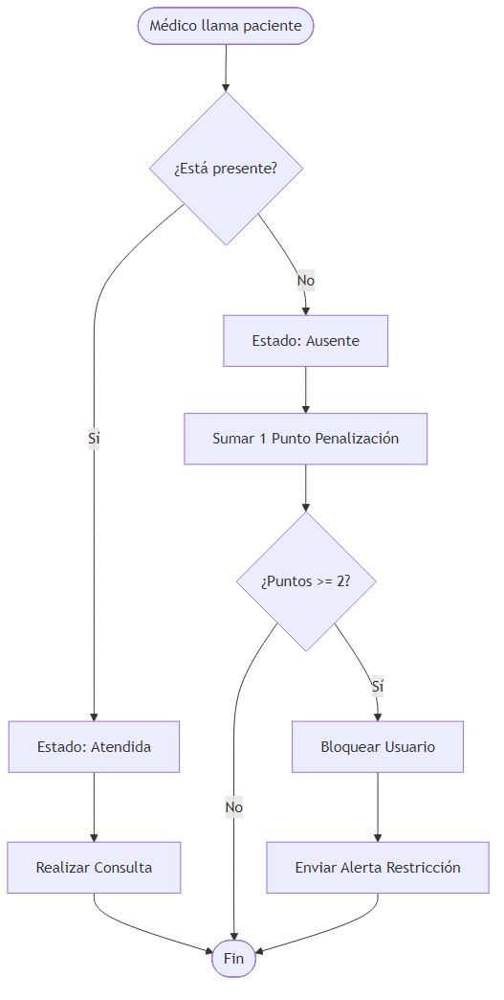 Médico llama paciente
¿Está presente?
No
Estado: Ausente
Sí
Sumar 1 Punto Penalización
¿Puntos >= 2?
Sí
Estado: Atendida
Bloquear Usuario
No
Realizar Consulta
Enviar Alerta Restricción
Fin